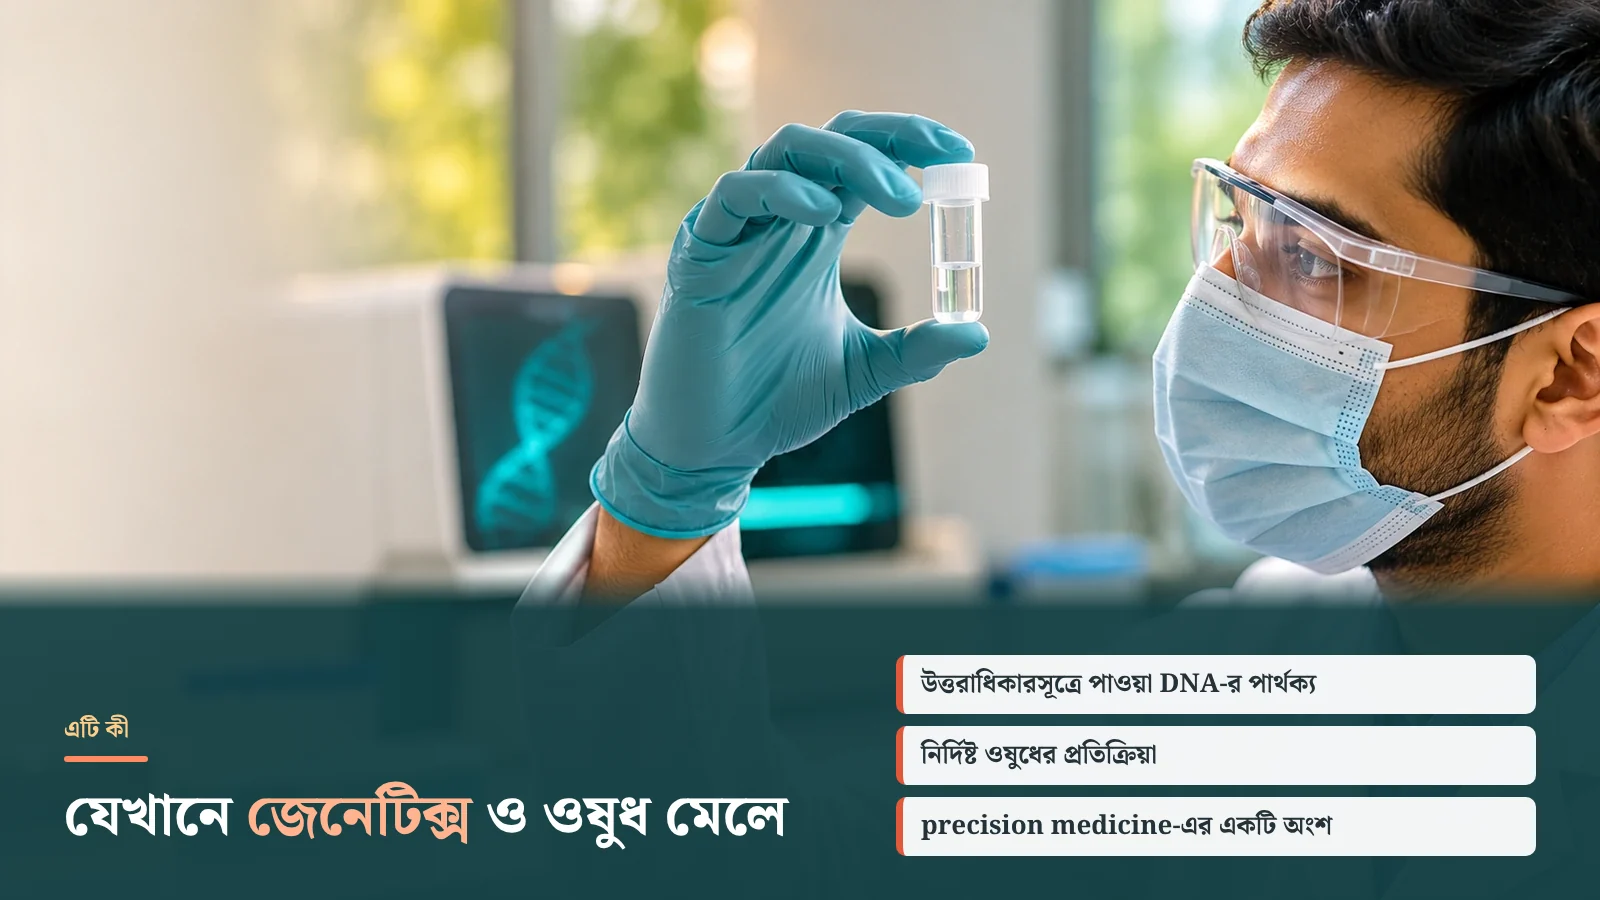 এটি কী
যেখানে জেনেটিক্স ও ওষুধ মেলে
উত্তরাধিকারসূত্রে পাওয়া DNA-র পার্থক্য
নির্দিষ্ট ওষুধের প্রতিক্রিয়া
precision medicine-এর একটি অংশ